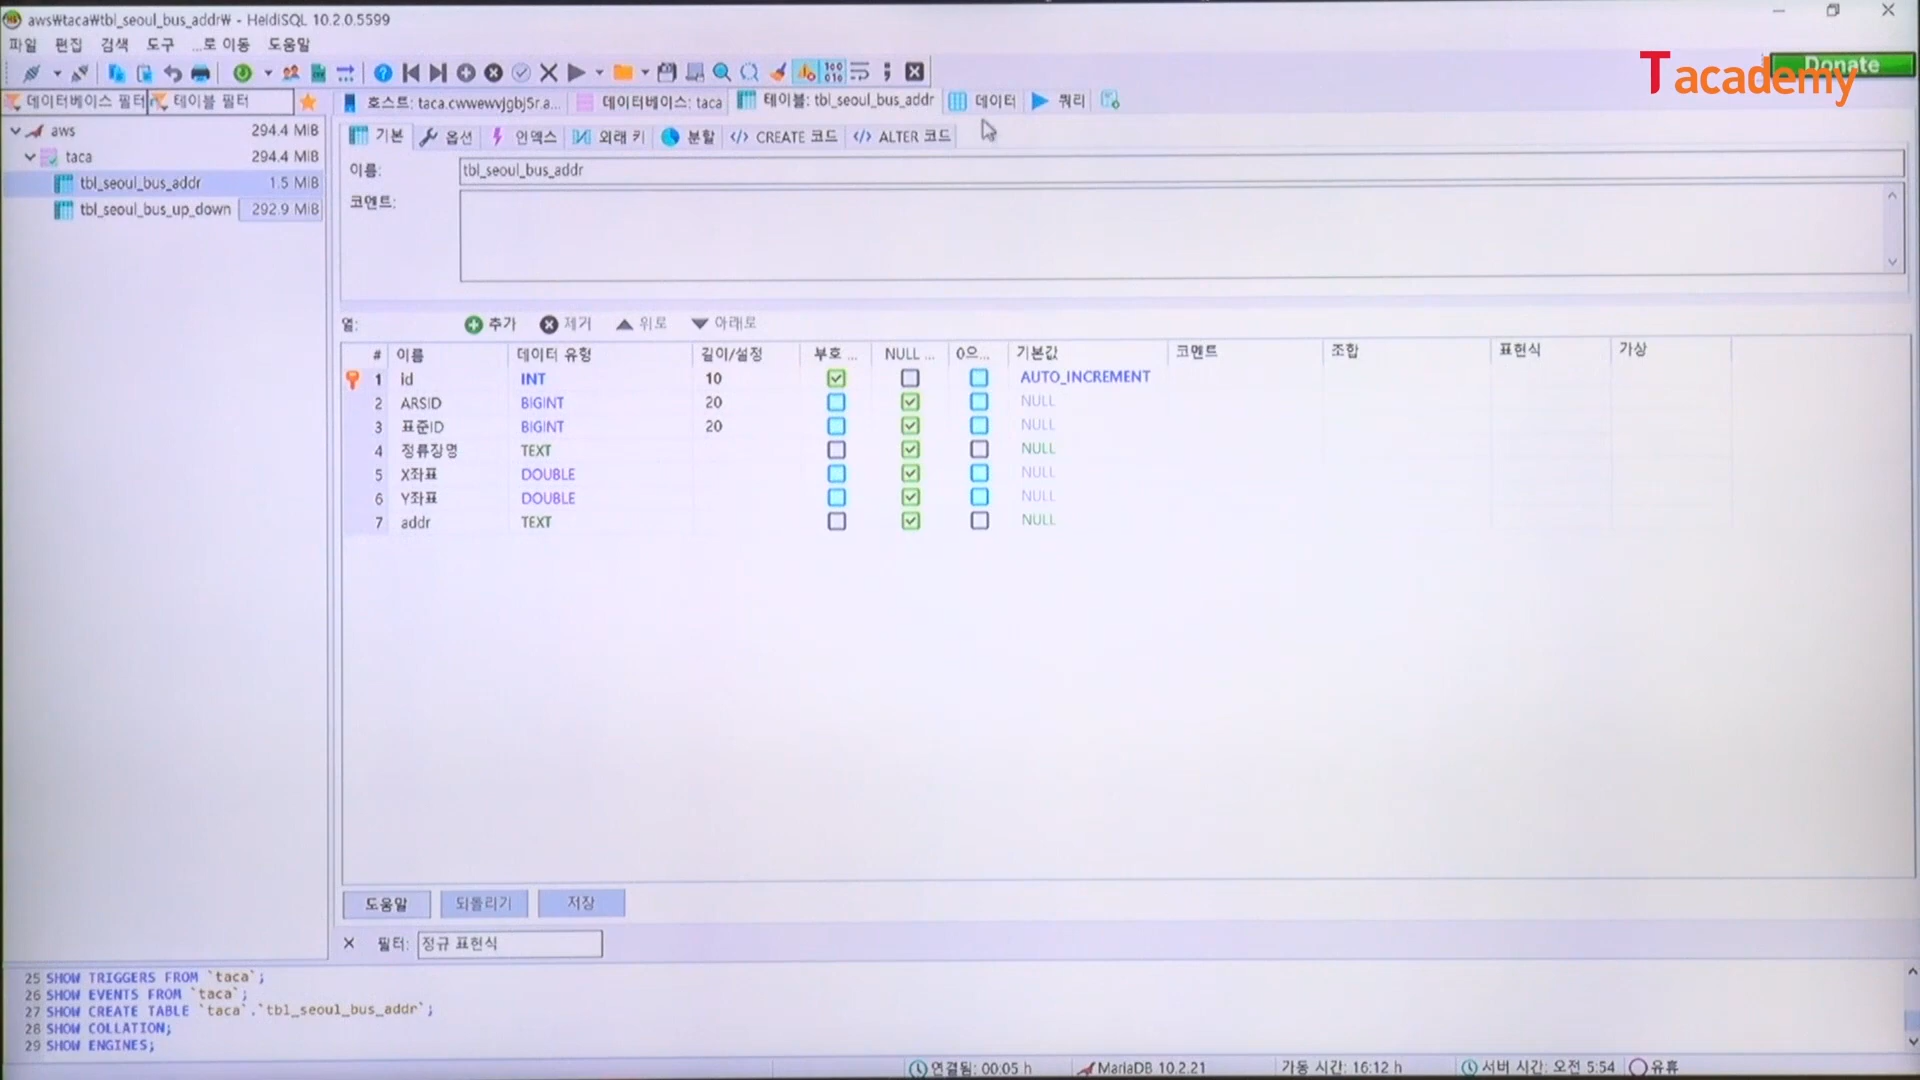 aws₩taca₩tbl_seoul_bus_addr₩ - HeidiSQL 10.2.0.5599
파일 편집 검색 도구 ...로 이동 도움말
Donate
Tacademy
데이터베이스 필터 테이블 필터
호스트: taca.cwwewvjgbj5r.a... 데이터베이스: taca 테이블: tbl_seoul_bus_addr 데이터 쿼리
aws 294.4 MiB
taca 294.4 MiB
tbl_seoul_bus_addr 1.5 MiB
tbl_seoul_bus_up_down 292.9 MiB
기본 옵션 인덱스 외래 키 분할 CREATE 코드 ALTER 코드
이름: tbl_seoul_bus_addr
코멘트:
열: 추가 제거 위로 아래로
# 이름 데이터 유형 길이/설정 부호 ... NULL ... 0으... 기본값 코멘트 조합 표현식 가상
1 id INT 10 AUTO_INCREMENT
2 ARSID BIGINT 20 NULL
3 표준ID BIGINT 20 NULL
4 정류장명 TEXT NULL
5 X좌표 DOUBLE NULL
6 Y좌표 DOUBLE NULL
7 addr TEXT NULL
도움말 되돌리기 저장
필터: 정규 표현식
25 SHOW TRIGGERS FROM `taca`;
26 SHOW EVENTS FROM `taca`;
27 SHOW CREATE TABLE `taca`.`tbl_seoul_bus_addr`;
28 SHOW COLLATION;
29 SHOW ENGINES;
연결됨: 00:05 h MariaDB 10.2.21 가동 시간: 16:12 h 서버 시간: 오전 5:54 유휴